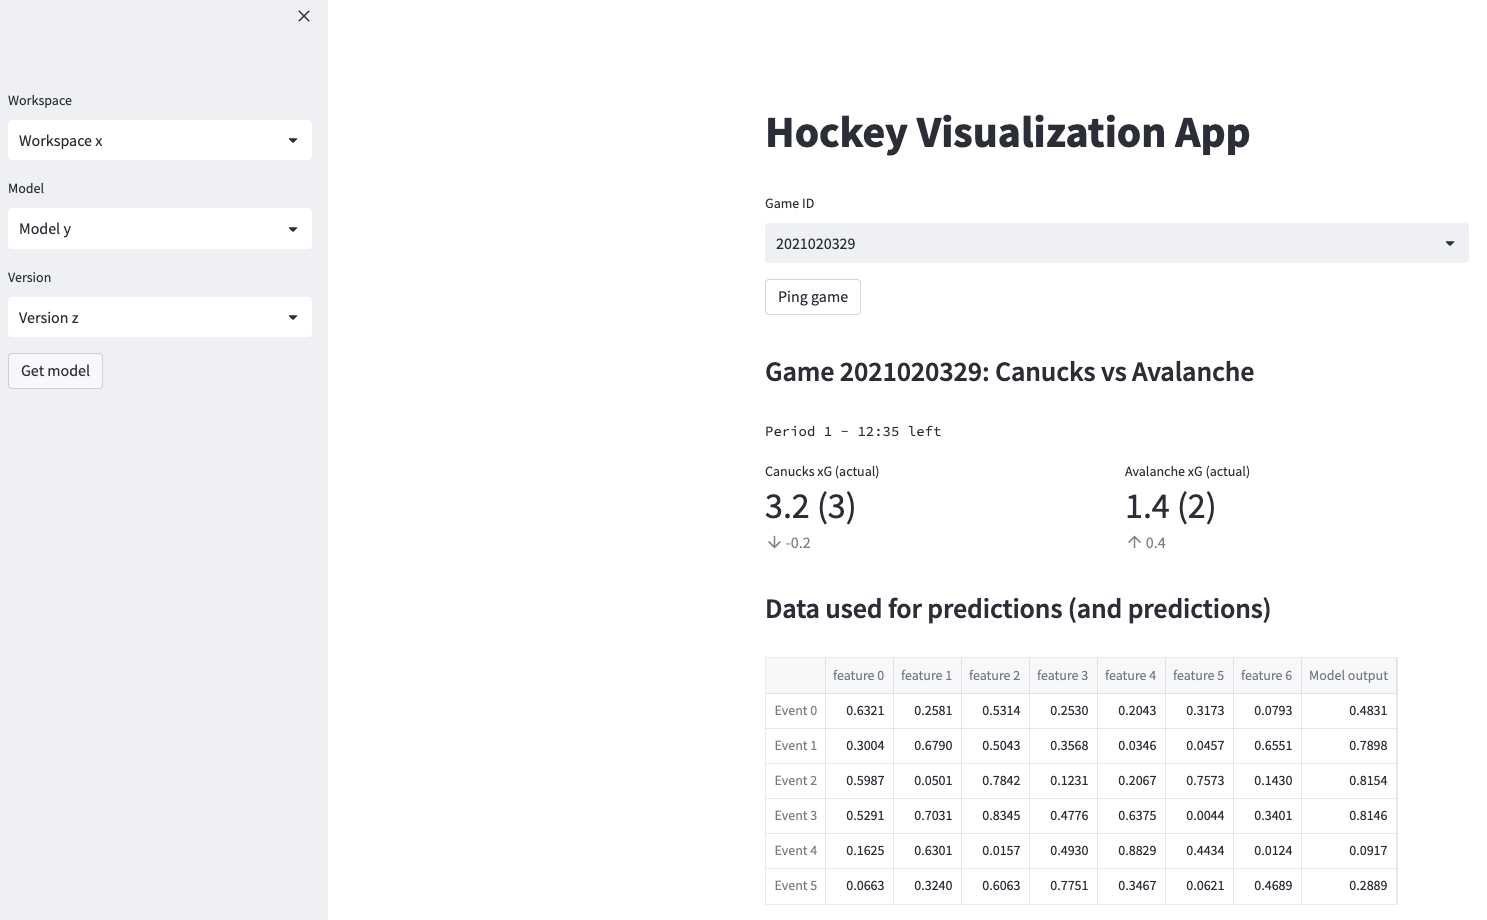 Workspace
Workspace x
Model
Model y
Version
Version z
Get model
Hockey Visualization App
Game ID
2021020329
Ping game
Game 2021020329: Canucks vs Avalanche
Period 1 - 12:35 left
Canucks xG (actual) Avalanche xG (actual)
3.2 (3) 1.4 (2)
-0.2 0.4
Data used for predictions (and predictions)
feature 0 feature 1 feature 2 feature 3 feature 4 feature 5 feature 6 Model output
Event 0 0.6321 0.2581 0.5314 0.2530 0.2043 0.3173 0.0793 0.4831
Event 1 0.3004 0.6790 0.5043 0.3568 0.0346 0.0457 0.6551 0.7898
Event 2 0.5987 0.0501 0.7842 0.1231 0.2067 0.7573 0.1430 0.8154
Event 3 0.5291 0.7031 0.8345 0.4776 0.6375 0.0044 0.3401 0.8146
Event 4 0.1625 0.6301 0.0157 0.4930 0.8829 0.4434 0.0124 0.0917
Event 5 0.0663 0.3240 0.6063 0.7751 0.3467 0.0621 0.4689 0.2889